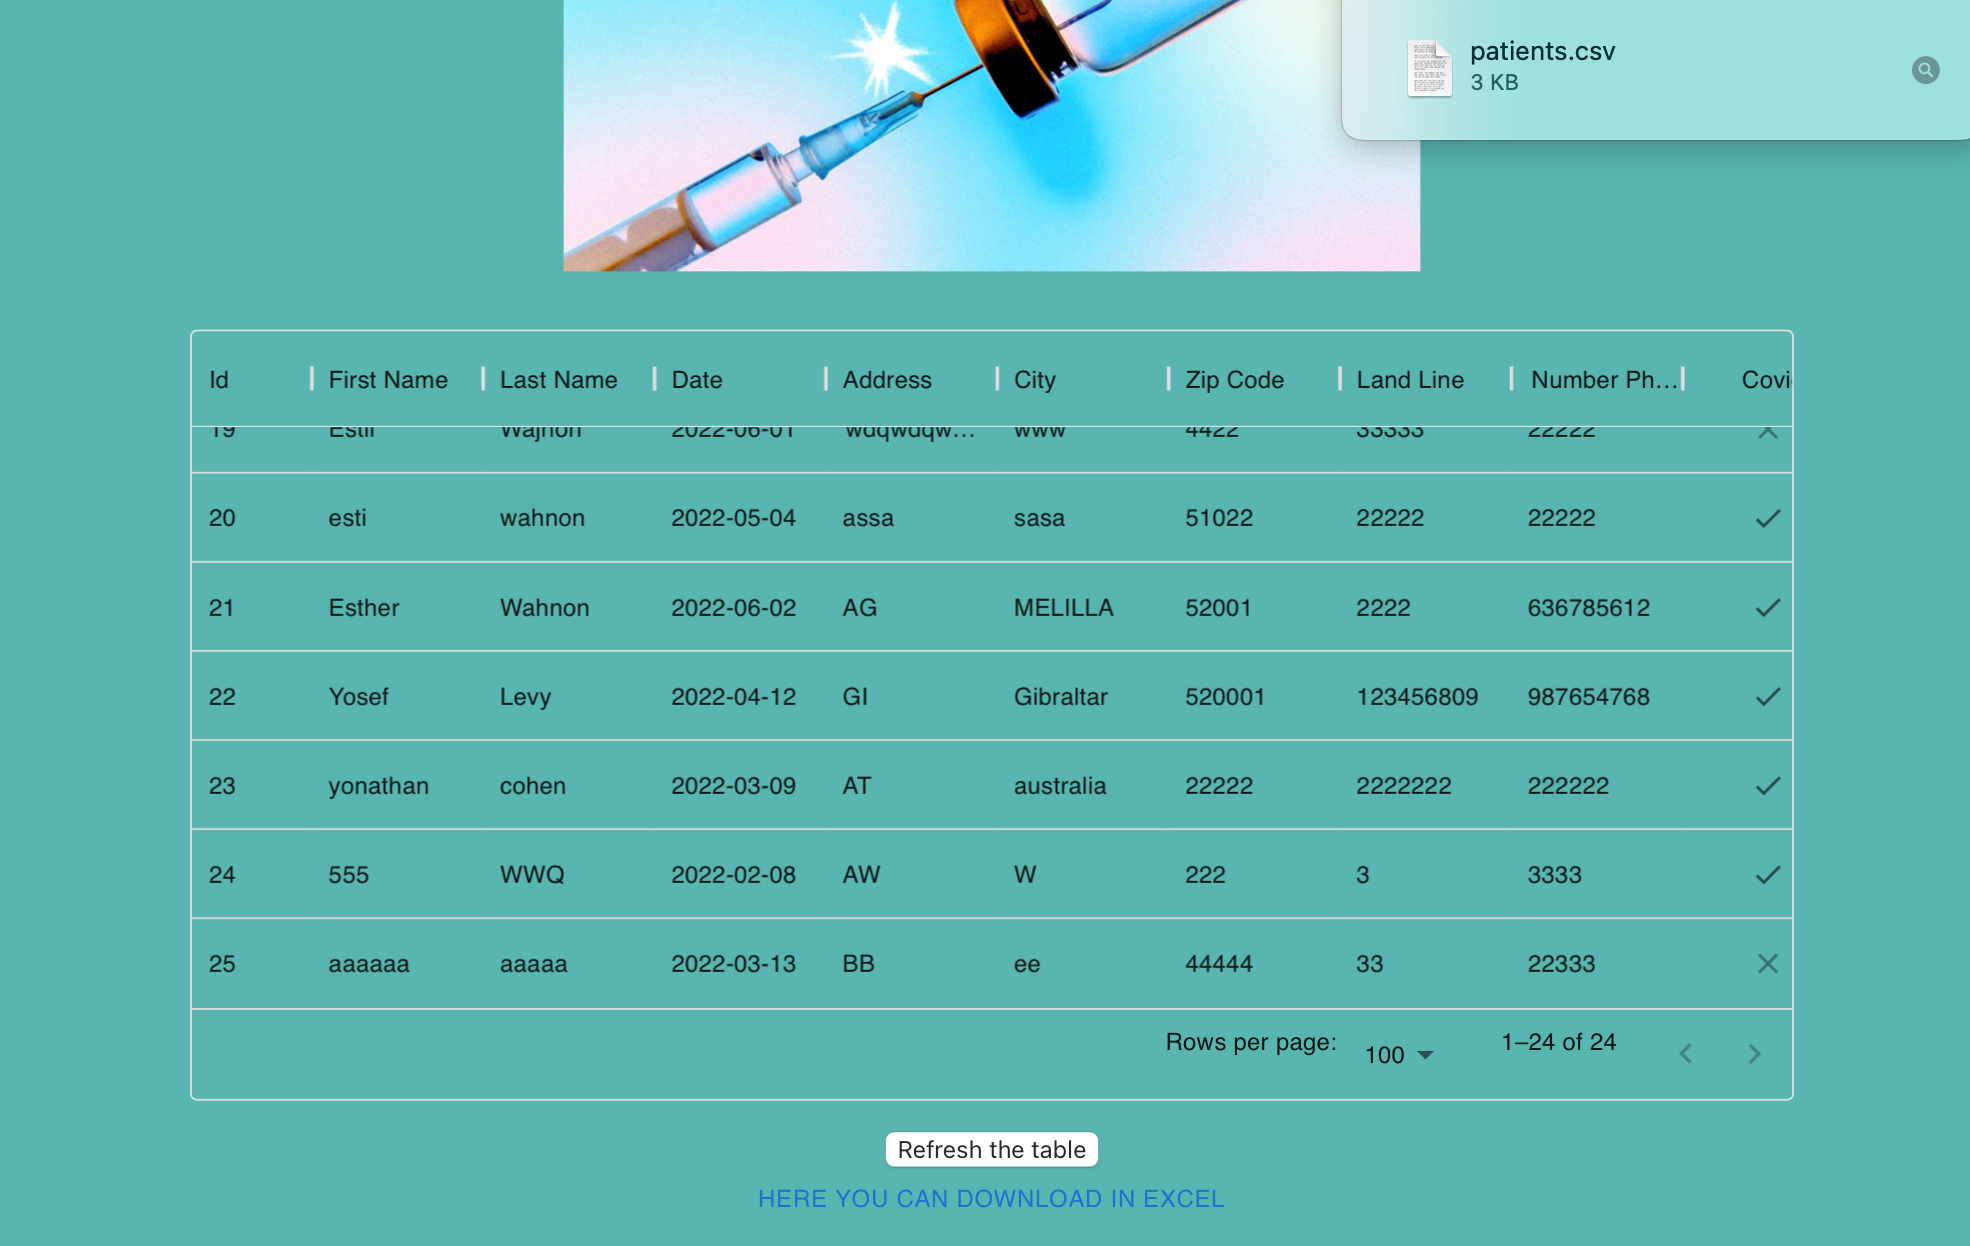 patients.csv
3 KB
Id First Name Last Name Date Address City Zip Code Land Line Number Ph... Covi
19 Estii Wajnon 2022-06-01 wdqwdqw... www 4422 33333 22222
20 esti wahnon 2022-05-04 assa sasa 51022 22222 22222
21 Esther Wahnon 2022-06-02 AG MELILLA 52001 2222 636785612
22 Yosef Levy 2022-04-12 GI Gibraltar 520001 123456809 987654768
23 yonathan cohen 2022-03-09 AT australia 22222 2222222 222222
24 555 WWQ 2022-02-08 AW W 222 3 3333
25 aaaaaa aaaaa 2022-03-13 BB ee 44444 33 22333
Rows per page: 100 1–24 of 24
Refresh the table
HERE YOU CAN DOWNLOAD IN EXCEL